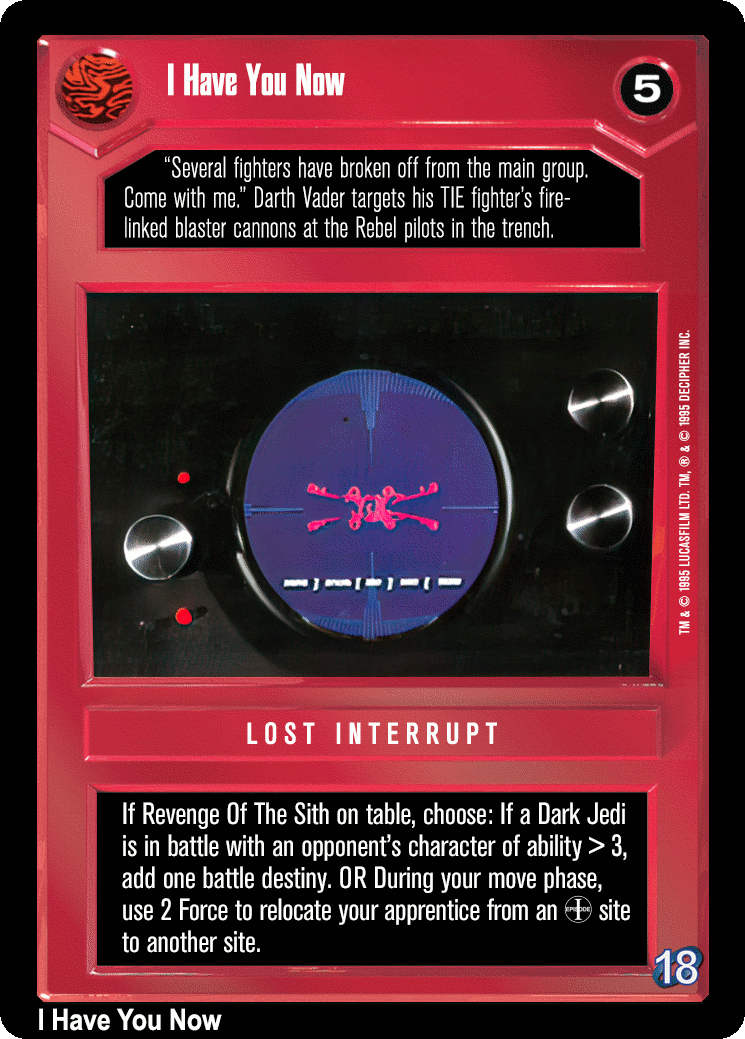 I Have You Now
5
“Several fighters have broken off from the main group.
Come with me.” Darth Vader targets his TIE fighter’s fire-
linked blaster cannons at the Rebel pilots in the trench.
TM & © 1995 LUCASFILM LTD. TM, ® & © 1995 DECIPHER INC.
LOST INTERRUPT
If Revenge Of The Sith on table, choose: If a Dark Jedi
is in battle with an opponent’s character of ability > 3,
add one battle destiny. OR During your move phase,
use 2 Force to relocate your apprentice from an EPISODE I site
to another site.
18
I Have You Now